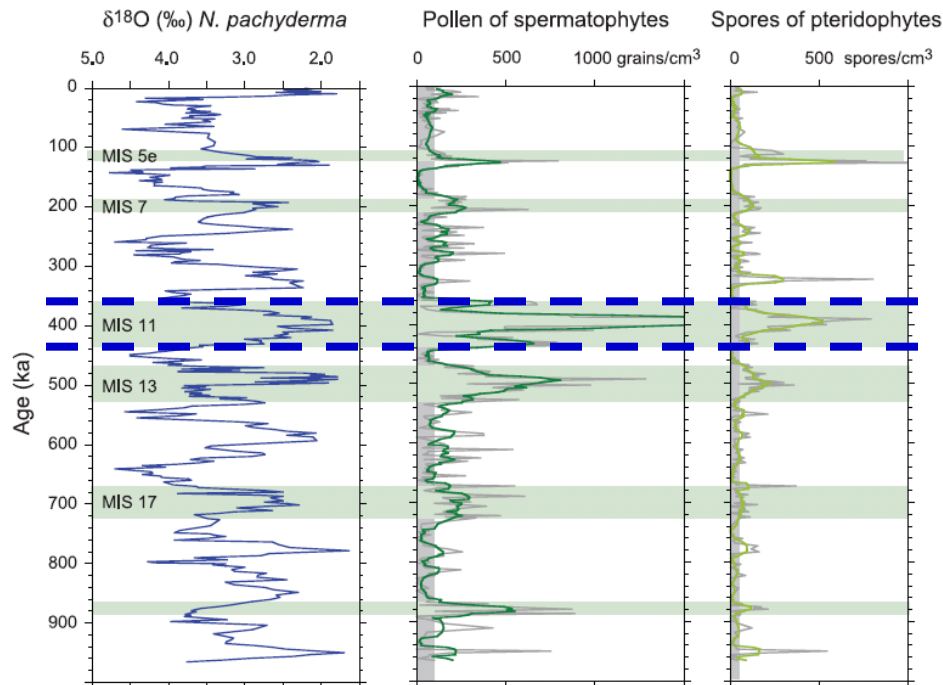 δ18O (‰) N. pachyderma Pollen of spermatophytes Spores of pteridophytes
5.0 4.0 3.0 2.0 0 500 1000 grains/cm3 0 500 spores/cm3
0
100
MIS 5e
200
MIS 7
300
400
MIS 11
500
MIS 13
600
700
MIS 17
800
900
Age (ka)